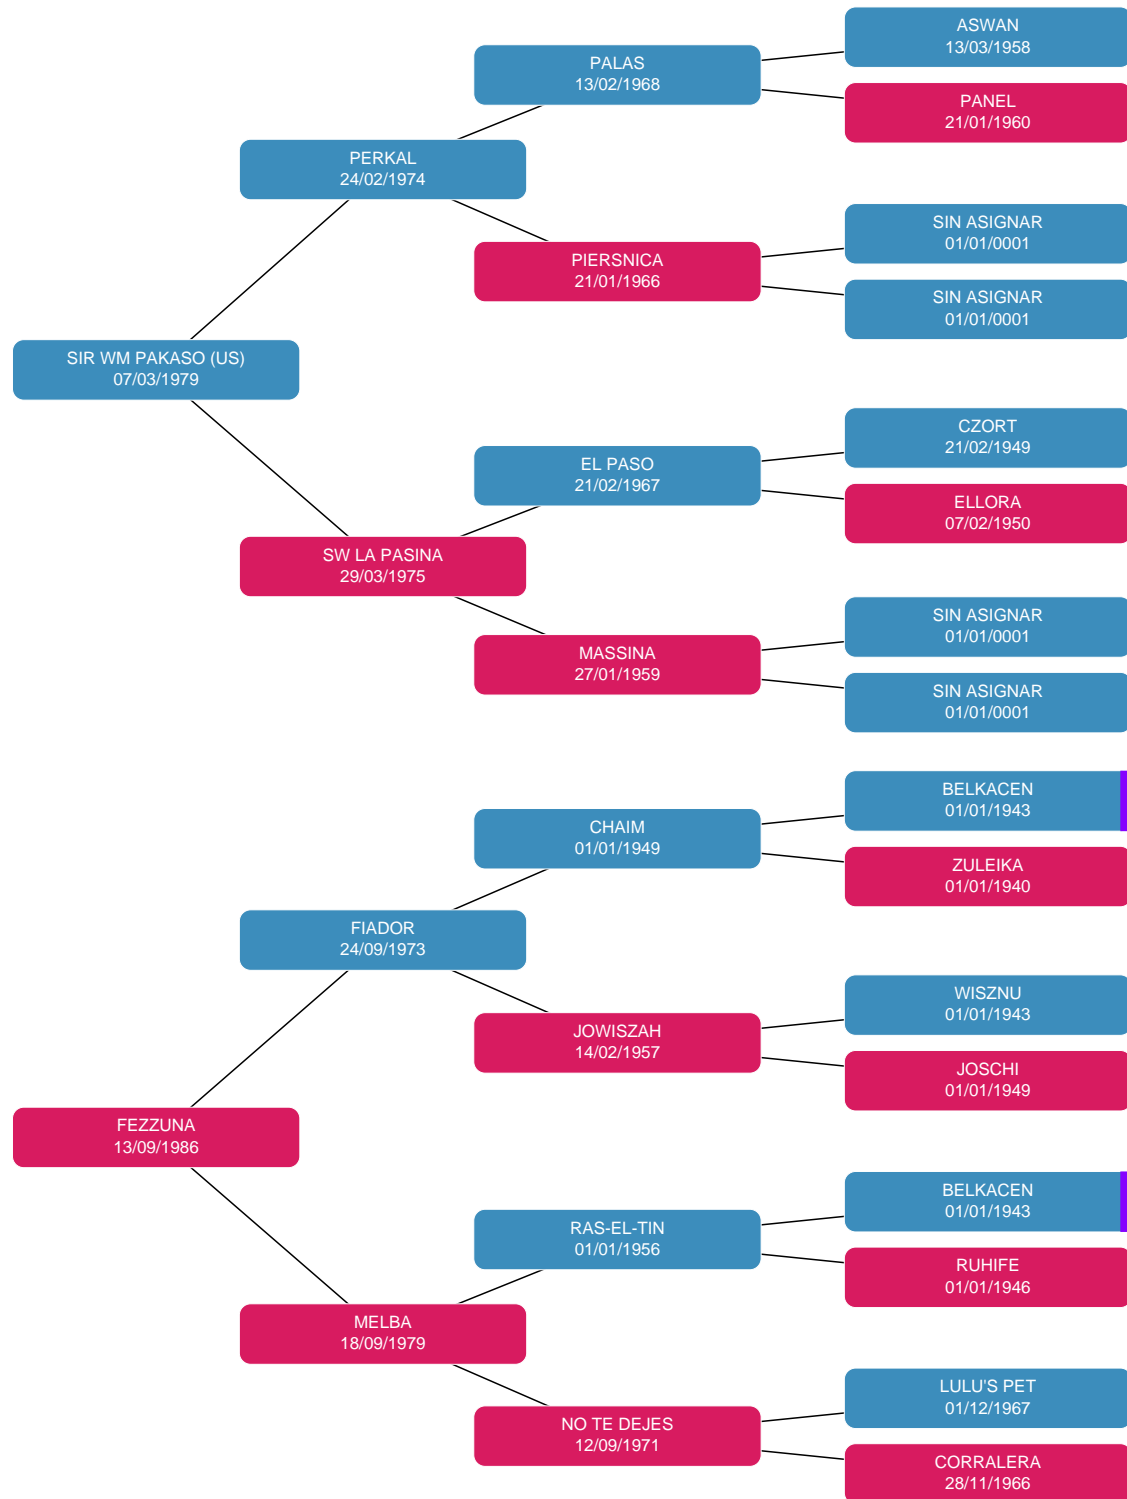 ASWAN
13/03/1958
PALAS
13/02/1968
PANEL
21/01/1960
PERKAL
24/02/1974
SIN ASIGNAR
01/01/0001
PIERSNICA
21/01/1966
SIN ASIGNAR
01/01/0001
SIR WM PAKASO (US)
07/03/1979
CZORT
21/02/1949
EL PASO
21/02/1967
ELLORA
07/02/1950
SW LA PASINA
29/03/1975
SIN ASIGNAR
01/01/0001
MASSINA
27/01/1959
SIN ASIGNAR
01/01/0001
BELKACEN
01/01/1943
CHAIM
01/01/1949
ZULEIKA
01/01/1940
FIADOR
24/09/1973
WISZNU
01/01/1943
JOWISZAH
14/02/1957
JOSCHI
01/01/1949
FEZZUNA
13/09/1986
BELKACEN
01/01/1943
RAS-EL-TIN
01/01/1956
RUHIFE
01/01/1946
MELBA
18/09/1979
LULU'S PET
01/12/1967
NO TE DEJES
12/09/1971
CORRALERA
28/11/1966